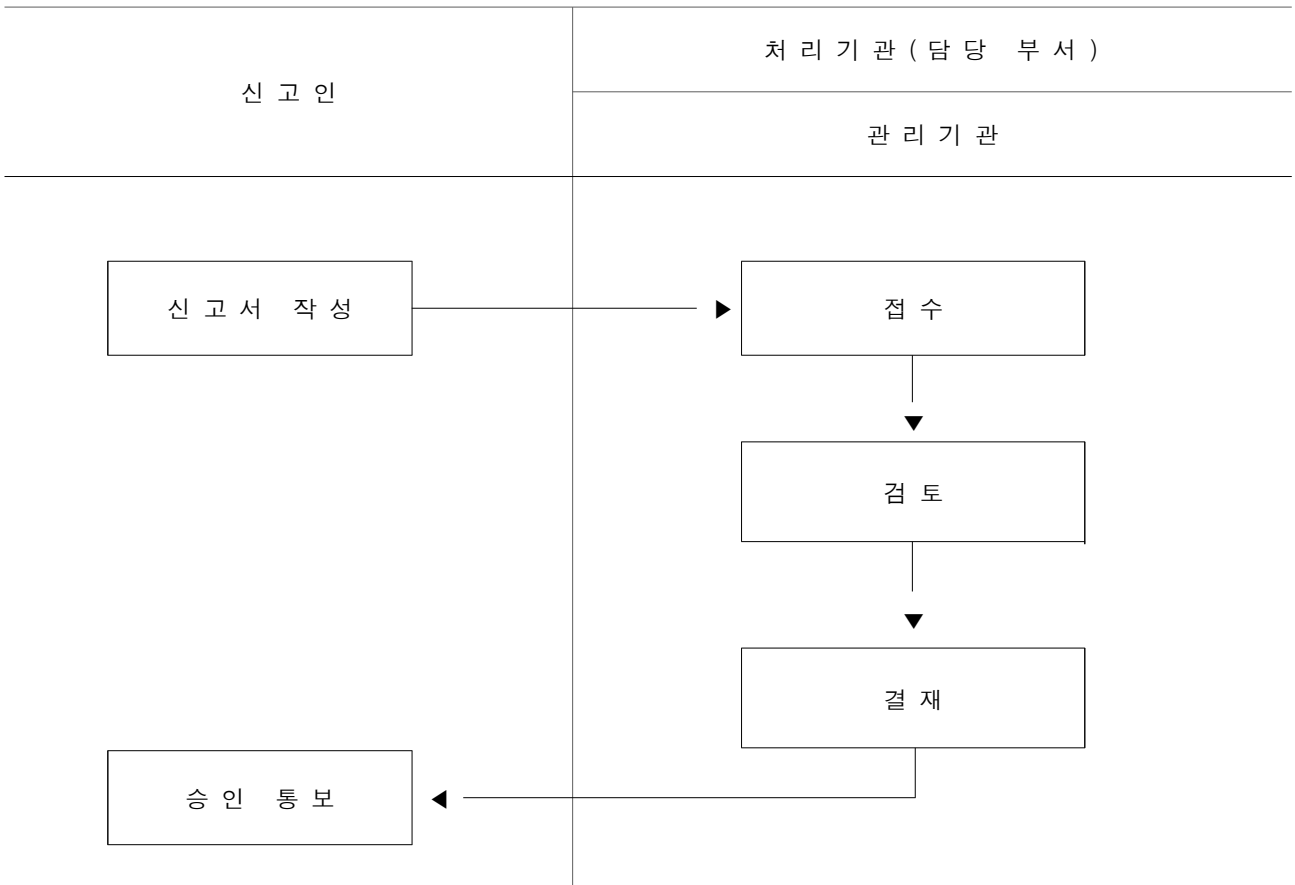 신고인
처리기관(담당 부서)
관리기관
신고서 작성
접수
검토
결재
승인 통보